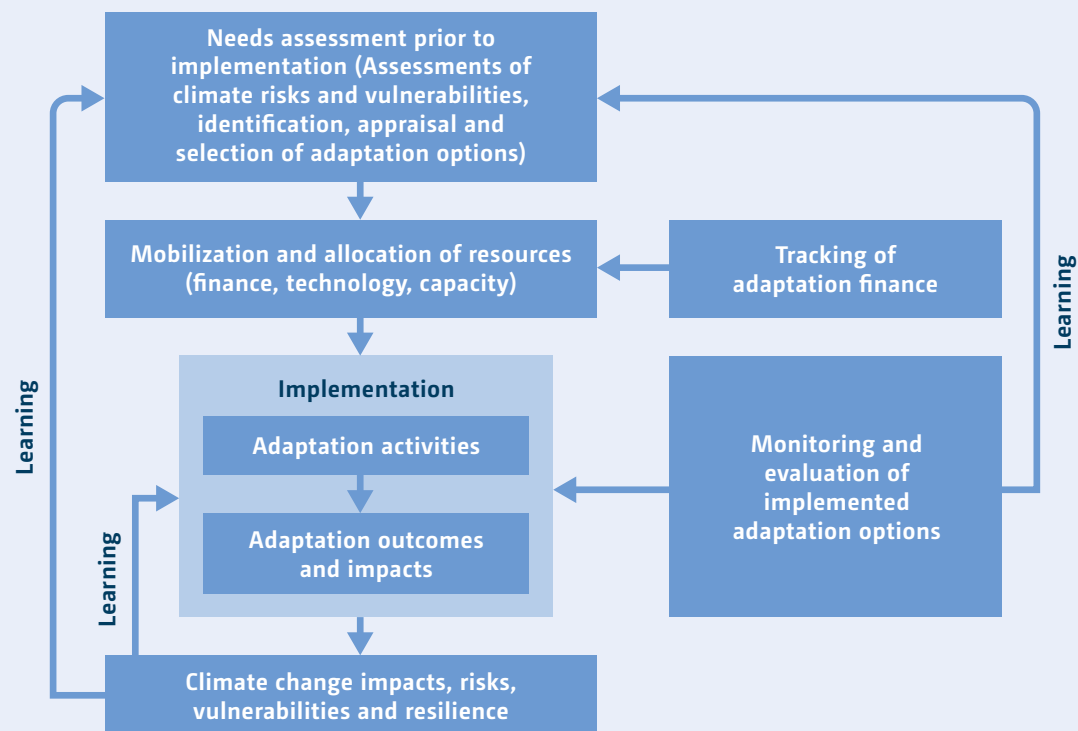 Needs assessment prior to
implementation (Assessments of
climate risks and vulnerabilities,
identification, appraisal and
selection of adaptation options)
Mobilization and allocation of resources
(finance, technology, capacity)
Tracking of
adaptation finance
Learning
Implementation
Adaptation activities
Adaptation outcomes
and impacts
Monitoring and
evaluation of
implemented
adaptation options
Learning
Learning
Climate change impacts, risks,
vulnerabilities and resilience